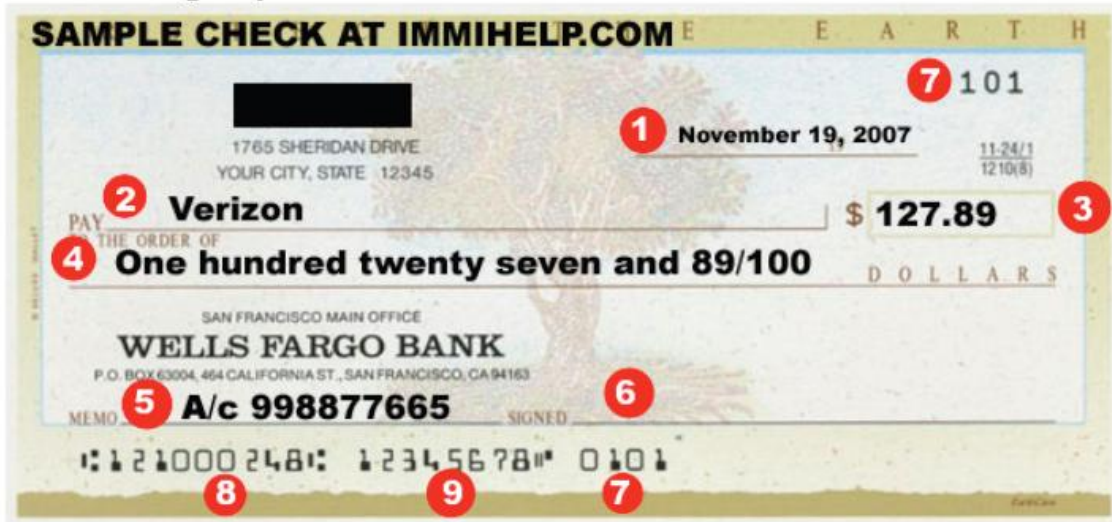 SAMPLE CHECK AT IMMIHELP.COM E E A R T H
7 101
1 November 19, 2007
1765 SHERIDAN DRIVE
YOUR CITY, STATE 12345
11-24/1
1210(8)
PAY 2 Verizon $ 127.89 3
TO THE ORDER OF
4 One hundred twenty seven and 89/100 DOLLARS
SAN FRANCISCO MAIN OFFICE
WELLS FARGO BANK
P.O. BOX 63004, 464 CALIFORNIA ST., SAN FRANCISCO, CA 94163
MEMO 5 A/c 998877665 SIGNED 6
⑆121000248⑆ 12345678⑈ 0101
8 9 7